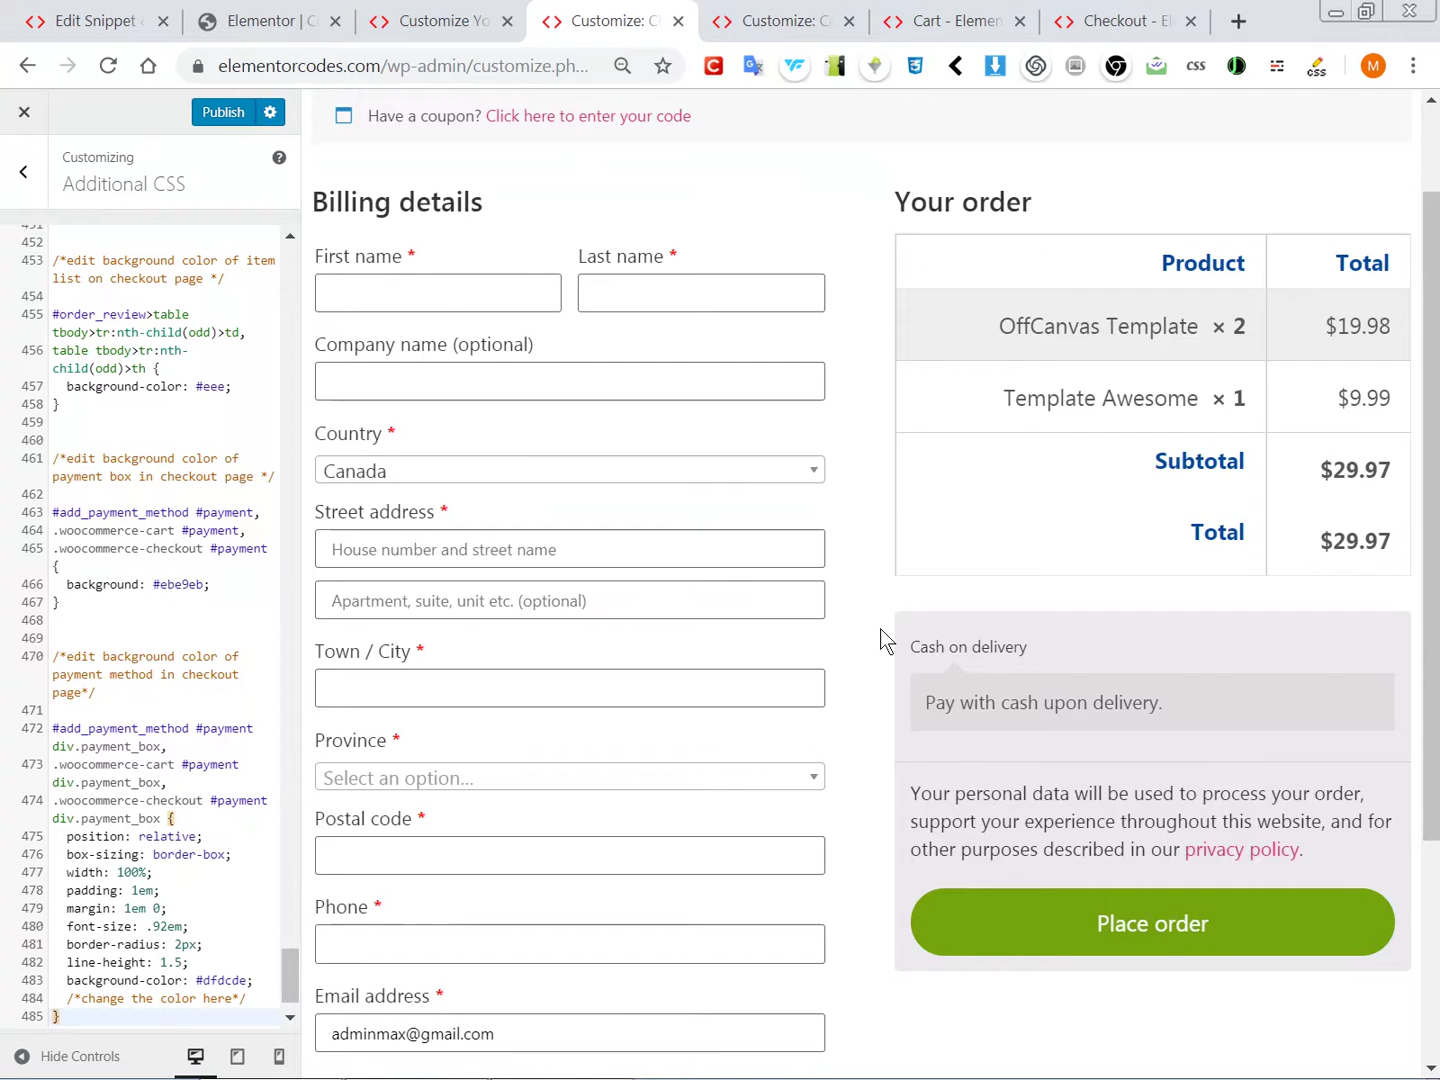 Edit Snippet
Elementor | C
Customize Yo
Customize: C
Customize: C
Cart - Elemen
Checkout - El
elementorcodes.com/wp-admin/customize.ph...
css
css
M
Publish
Customizing
Additional CSS
452
453 /*edit background color of item
list on checkout page */
454
455 #order_review>table
tbody>tr:nth-child(odd)>td,
456 table tbody>tr:nth-
child(odd)>th {
457 background-color: #eee;
458 }
459
460
461 /*edit background color of
payment box in checkout page */
462
463 #add_payment_method #payment,
464 .woocommerce-cart #payment,
465 .woocommerce-checkout #payment
{
466 background: #ebe9eb;
467 }
468
469
470 /*edit background color of
payment method in checkout
page*/
471
472 #add_payment_method #payment
div.payment_box,
473 .woocommerce-cart #payment
div.payment_box,
474 .woocommerce-checkout #payment
div.payment_box {
475 position: relative;
476 box-sizing: border-box;
477 width: 100%;
478 padding: 1em;
479 margin: 1em 0;
480 font-size: .92em;
481 border-radius: 2px;
482 line-height: 1.5;
483 background-color: #dfdcde;
484 /*change the color here*/
485 }
Hide Controls
Have a coupon? Click here to enter your code
Billing details
First name *
Last name *
Company name (optional)
Country *
Canada
Street address *
House number and street name
Apartment, suite, unit etc. (optional)
Town / City *
Province *
Select an option...
Postal code *
Phone *
Email address *
adminmax@gmail.com
Your order
Product Total
OffCanvas Template × 2 $19.98
Template Awesome × 1 $9.99
Subtotal $29.97
Total $29.97
Cash on delivery
Pay with cash upon delivery.
Your personal data will be used to process your order,
support your experience throughout this website, and for
other purposes described in our privacy policy.
Place order